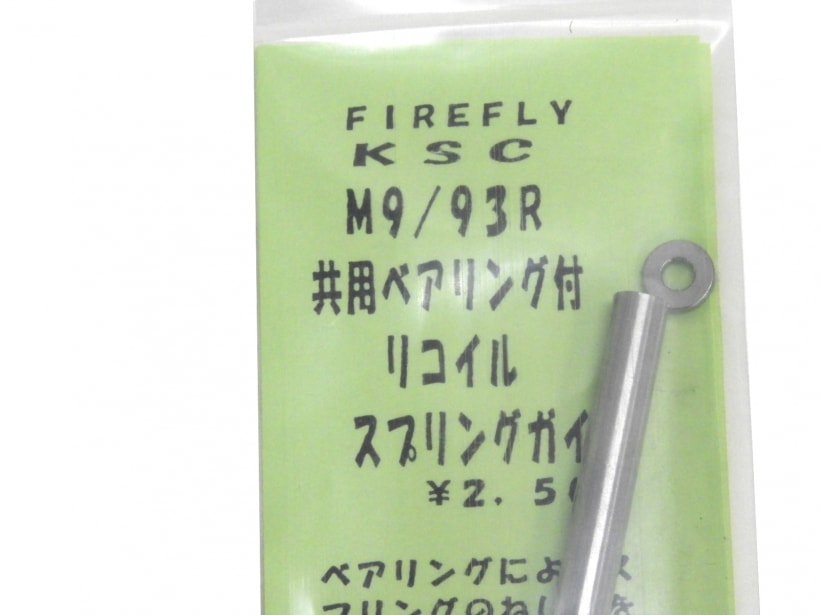 FIREFLY
KSC
M9/93R
共用ベアリング付
リコイル
スプリングガイ
¥2.5
ベアリングによ